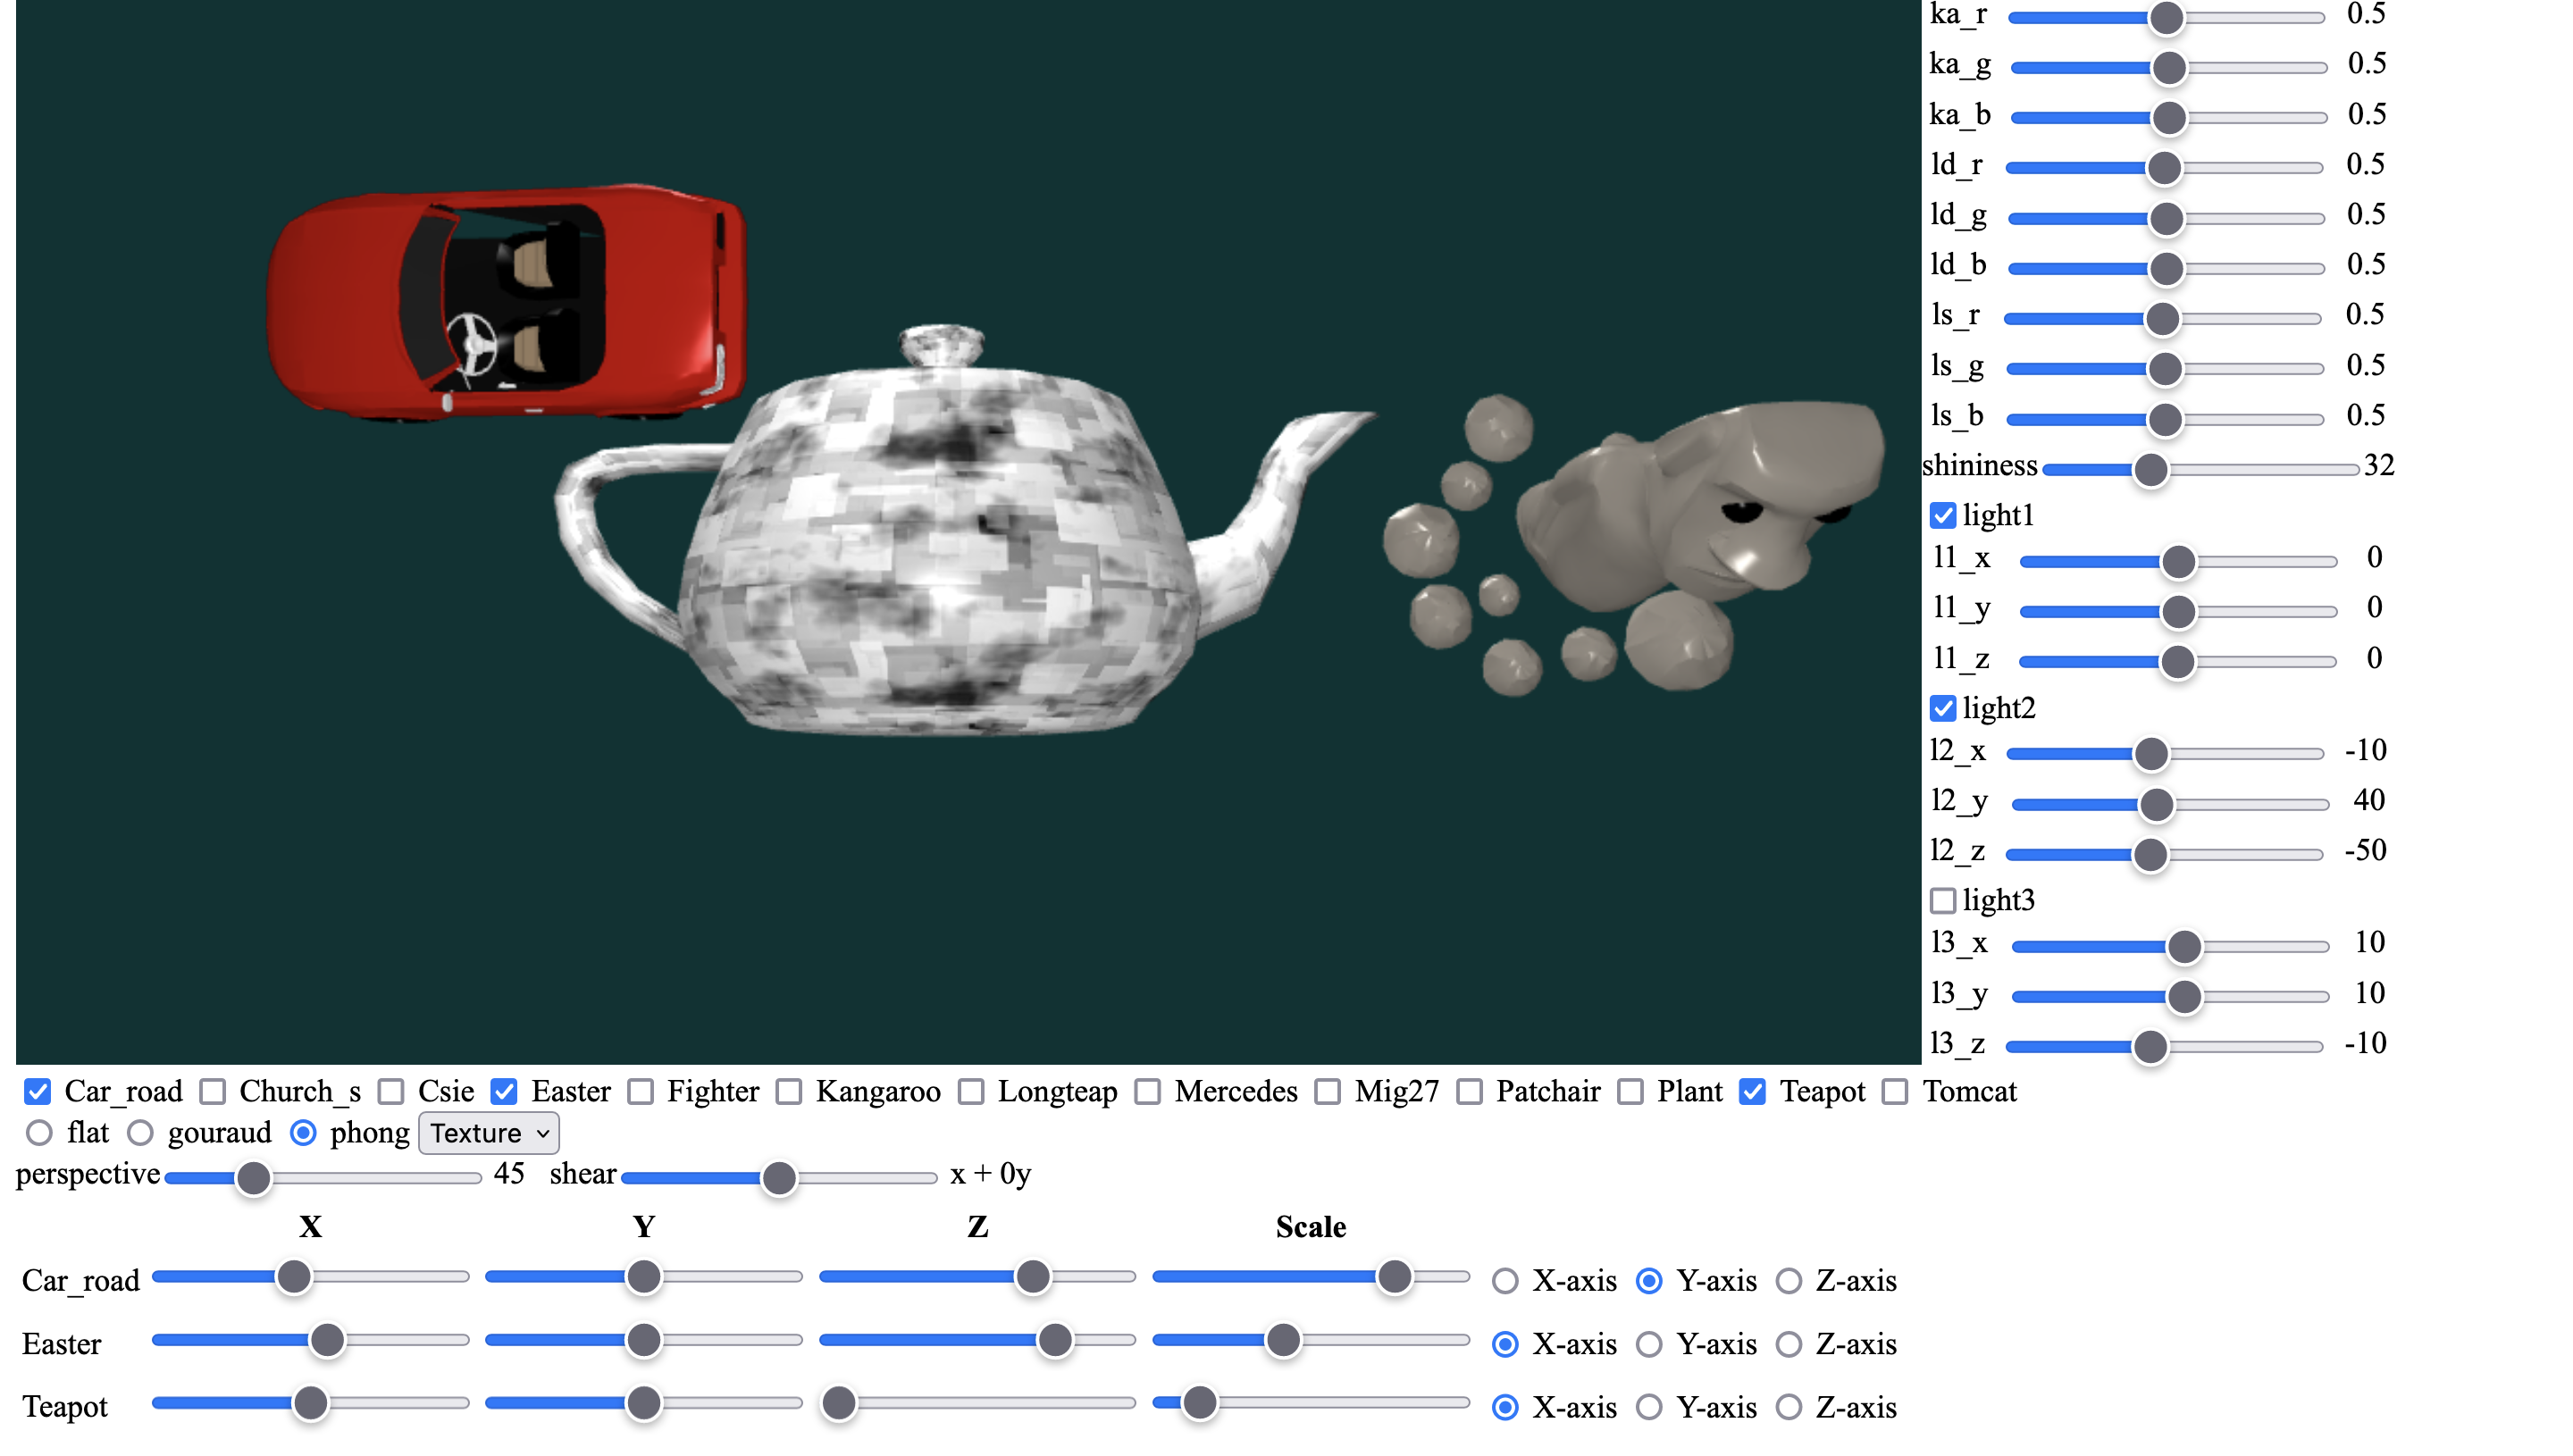 ka_r 0.5
ka_g 0.5
ka_b 0.5
ld_r 0.5
ld_g 0.5
ld_b 0.5
ls_r 0.5
ls_g 0.5
ls_b 0.5
shininess 32
light1
l1_x 0
l1_y 0
l1_z 0
light2
l2_x -10
l2_y 40
l2_z -50
light3
l3_x 10
l3_y 10
l3_z -10
Car_road Church_s Csie Easter Fighter Kangaroo Longteap Mercedes Mig27 Patchair Plant Teapot Tomcat
flat gouraud phong Texture
perspective 45 shear x + 0y
X Y Z Scale
Car_road X-axis Y-axis Z-axis
Easter X-axis Y-axis Z-axis
Teapot X-axis Y-axis Z-axis